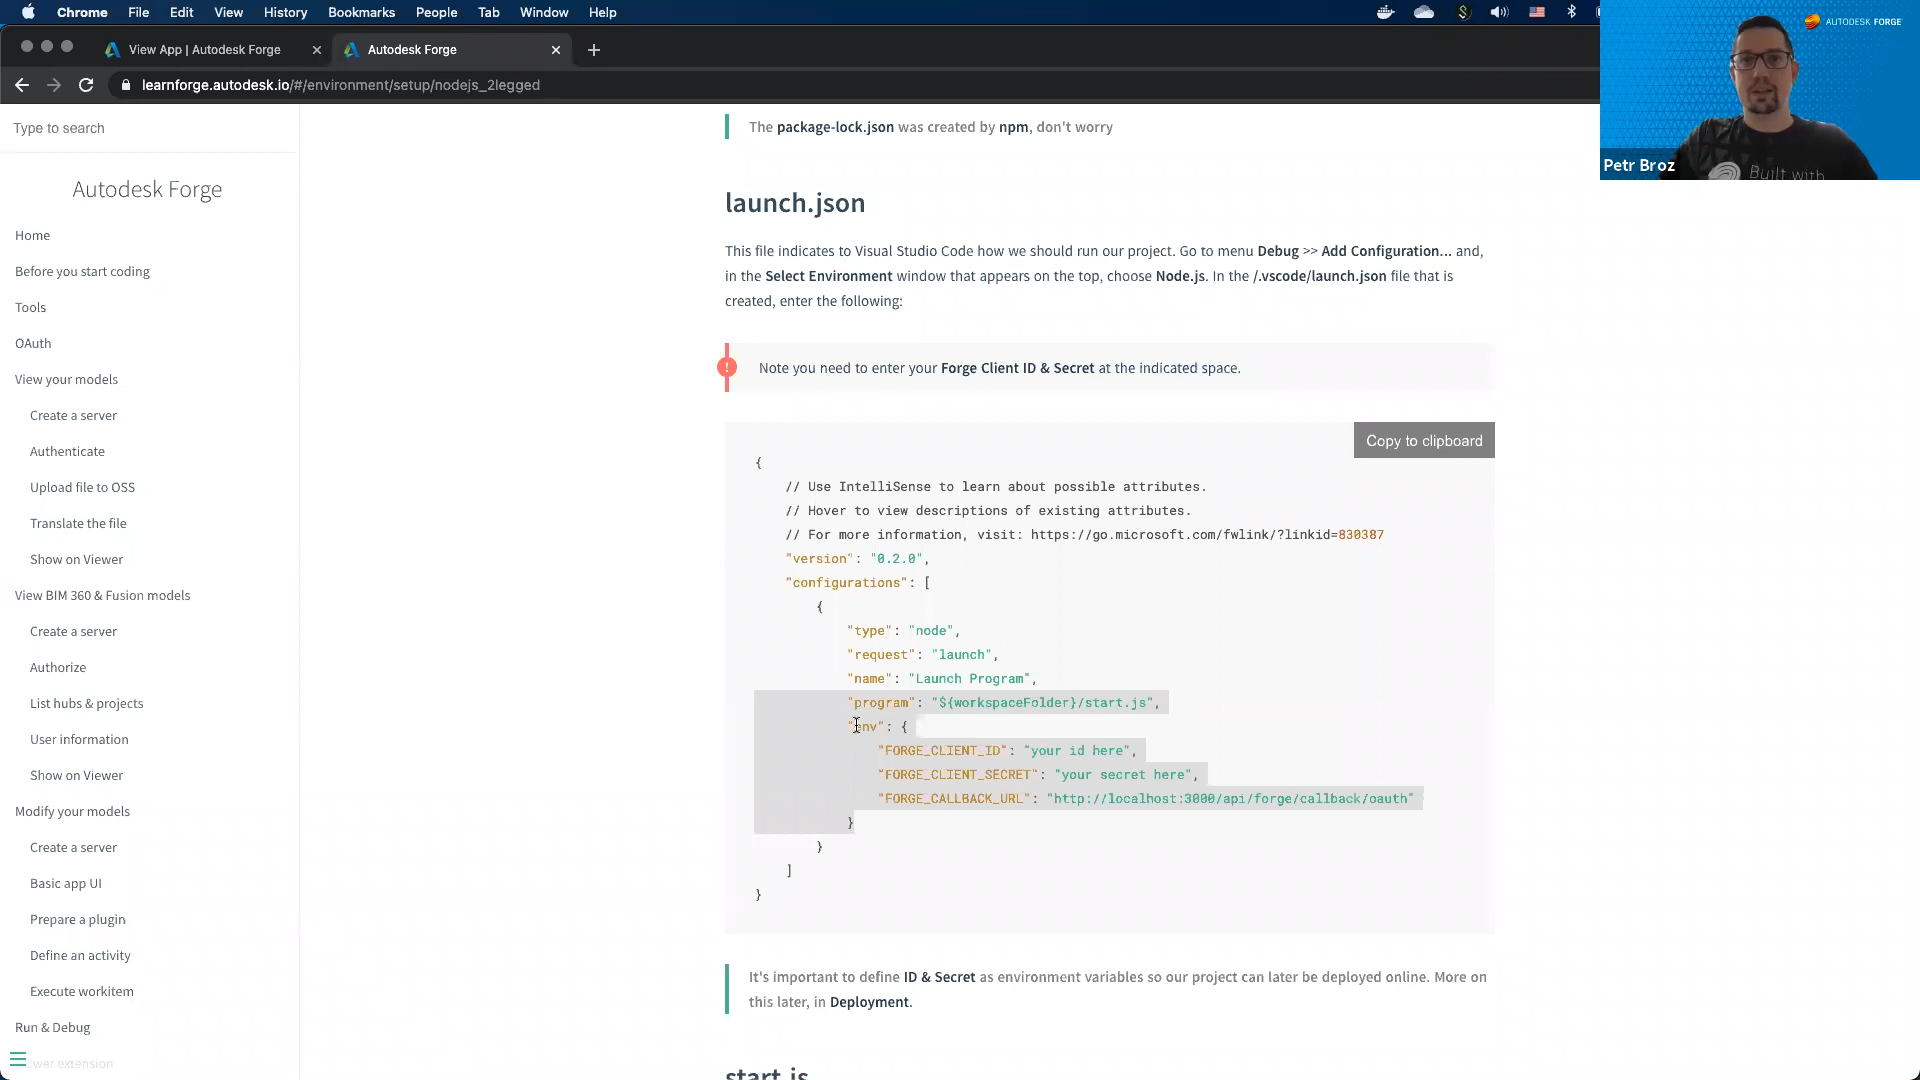 Chrome File Edit View History Bookmarks People Tab Window Help
AUTODESK FORGE
View App | Autodesk Forge
Autodesk Forge
learnforge.autodesk.io/#/environment/setup/nodejs_2legged
Petr Broz
Built with
Type to search
Autodesk Forge
Home
Before you start coding
Tools
OAuth
View your models
Create a server
Authenticate
Upload file to OSS
Translate the file
Show on Viewer
View BIM 360 & Fusion models
Create a server
Authorize
List hubs & projects
User information
Show on Viewer
Modify your models
Create a server
Basic app UI
Prepare a plugin
Define an activity
Execute workitem
Run & Debug
wer extension
The package-lock.json was created by npm, don't worry
launch.json
This file indicates to Visual Studio Code how we should run our project. Go to menu Debug >> Add Configuration... and,
in the Select Environment window that appears on the top, choose Node.js. In the /.vscode/launch.json file that is
created, enter the following:
! Note you need to enter your Forge Client ID & Secret at the indicated space.
Copy to clipboard
{
// Use IntelliSense to learn about possible attributes.
// Hover to view descriptions of existing attributes.
// For more information, visit: https://go.microsoft.com/fwlink/?linkid=830387
"version": "0.2.0",
"configurations": [
{
"type": "node",
"request": "launch",
"name": "Launch Program",
"program": "${workspaceFolder}/start.js",
"env": {
"FORGE_CLIENT_ID": "your id here",
"FORGE_CLIENT_SECRET": "your secret here",
"FORGE_CALLBACK_URL": "http://localhost:3000/api/forge/callback/oauth"
}
}
]
}
It's important to define ID & Secret as environment variables so our project can later be deployed online. More on
this later, in Deployment.
start.js